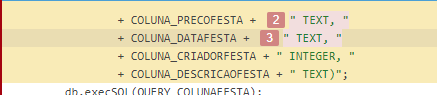 + COLUNA_PRECOFESTA + 2 " TEXT, "
+ COLUNA_DATAFESTA + 3 " TEXT, "
+ COLUNA_CRIADORFESTA + " INTEGER, "
+ COLUNA_DESCRICAOFESTA + " TEXT)";
db.execSQL(QUERY_COLUNAFESTA);